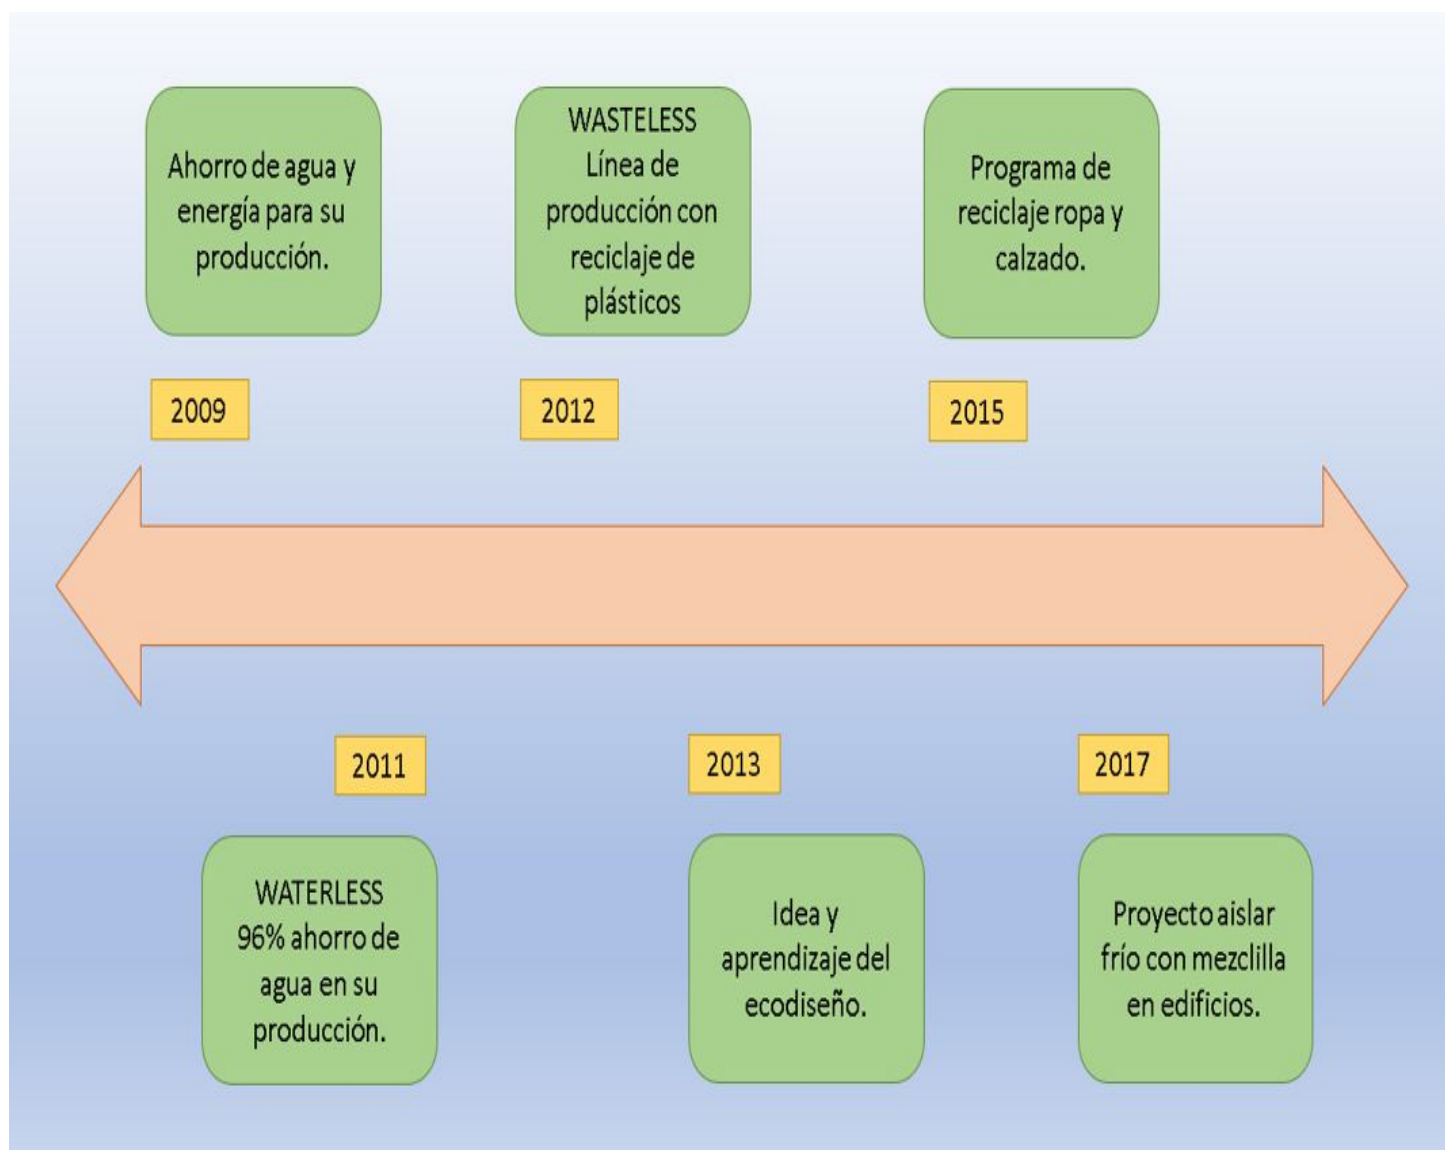 Ahorro de agua y
energía para su
producción.
WASTELESS
Línea de
producción con
reciclaje de
plásticos
Programa de
reciclaje ropa y
calzado.
2009
2012
2015
2011
2013
2017
WATERLESS
96% ahorro de
agua en su
producción.
Idea y
aprendizaje del
ecodiseño.
Proyecto aislar
frío con mezclilla
en edificios.